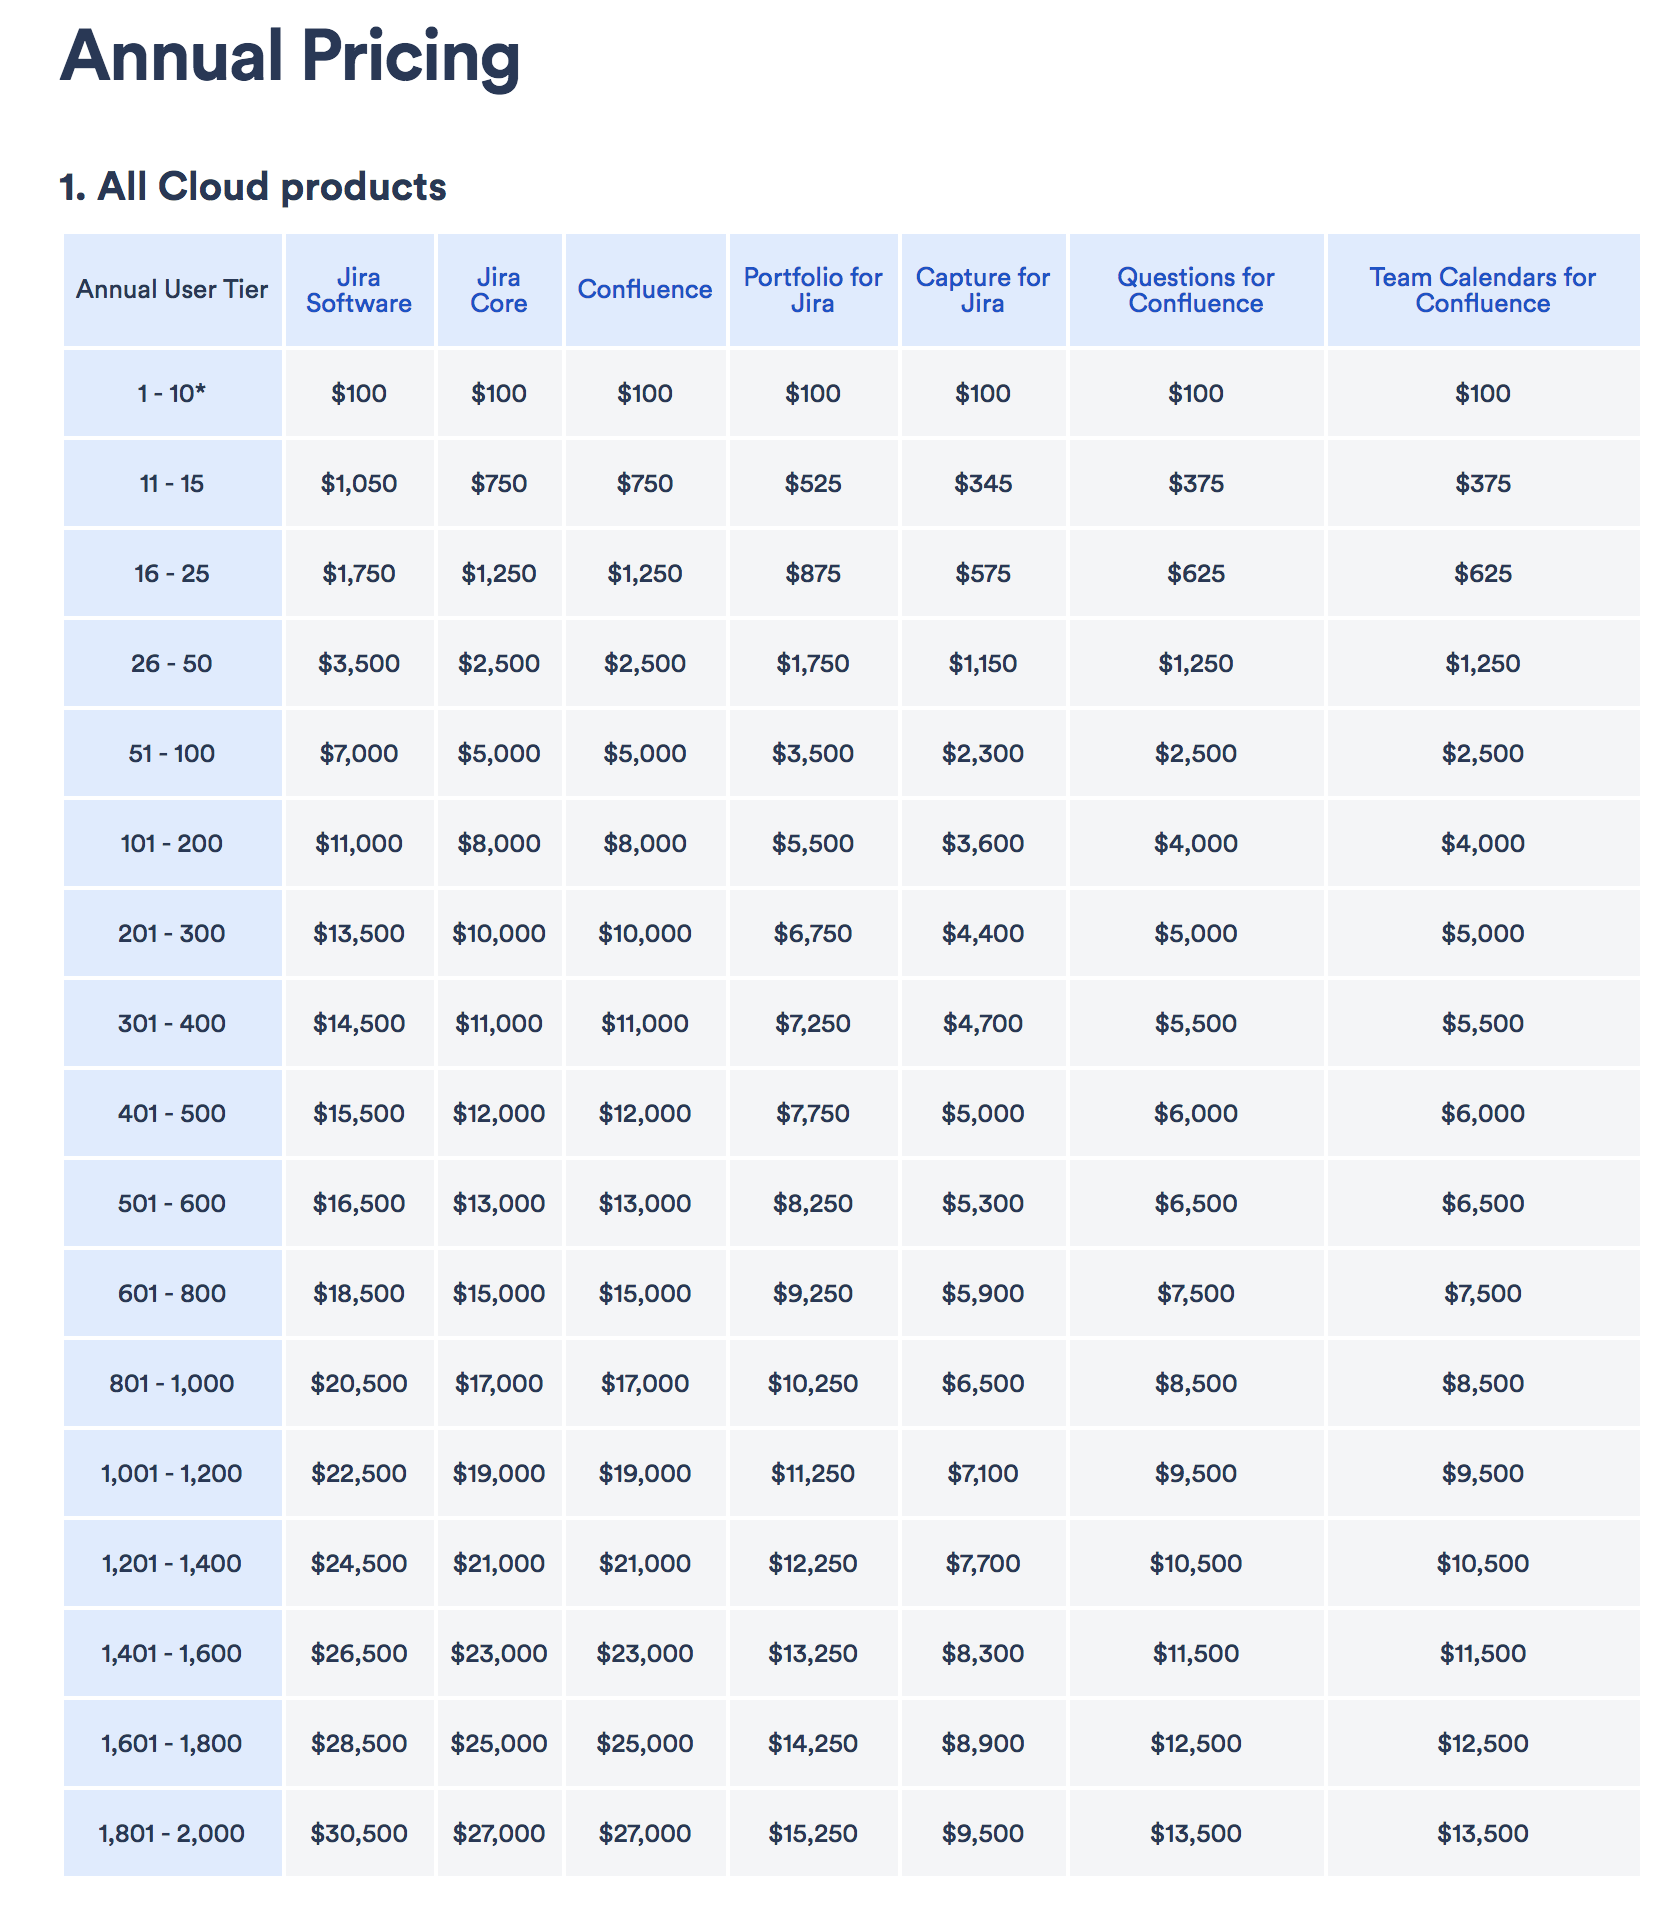 Annual Pricing
1. All Cloud products
Annual User Tier Jira Software Jira Core Confluence Portfolio for Jira Capture for Jira Questions for Confluence Team Calendars for Confluence
1 - 10* $100 $100 $100 $100 $100 $100 $100
11 - 15 $1,050 $750 $750 $525 $345 $375 $375
16 - 25 $1,750 $1,250 $1,250 $875 $575 $625 $625
26 - 50 $3,500 $2,500 $2,500 $1,750 $1,150 $1,250 $1,250
51 - 100 $7,000 $5,000 $5,000 $3,500 $2,300 $2,500 $2,500
101 - 200 $11,000 $8,000 $8,000 $5,500 $3,600 $4,000 $4,000
201 - 300 $13,500 $10,000 $10,000 $6,750 $4,400 $5,000 $5,000
301 - 400 $14,500 $11,000 $11,000 $7,250 $4,700 $5,500 $5,500
401 - 500 $15,500 $12,000 $12,000 $7,750 $5,000 $6,000 $6,000
501 - 600 $16,500 $13,000 $13,000 $8,250 $5,300 $6,500 $6,500
601 - 800 $18,500 $15,000 $15,000 $9,250 $5,900 $7,500 $7,500
801 - 1,000 $20,500 $17,000 $17,000 $10,250 $6,500 $8,500 $8,500
1,001 - 1,200 $22,500 $19,000 $19,000 $11,250 $7,100 $9,500 $9,500
1,201 - 1,400 $24,500 $21,000 $21,000 $12,250 $7,700 $10,500 $10,500
1,401 - 1,600 $26,500 $23,000 $23,000 $13,250 $8,300 $11,500 $11,500
1,601 - 1,800 $28,500 $25,000 $25,000 $14,250 $8,900 $12,500 $12,500
1,801 - 2,000 $30,500 $27,000 $27,000 $15,250 $9,500 $13,500 $13,500